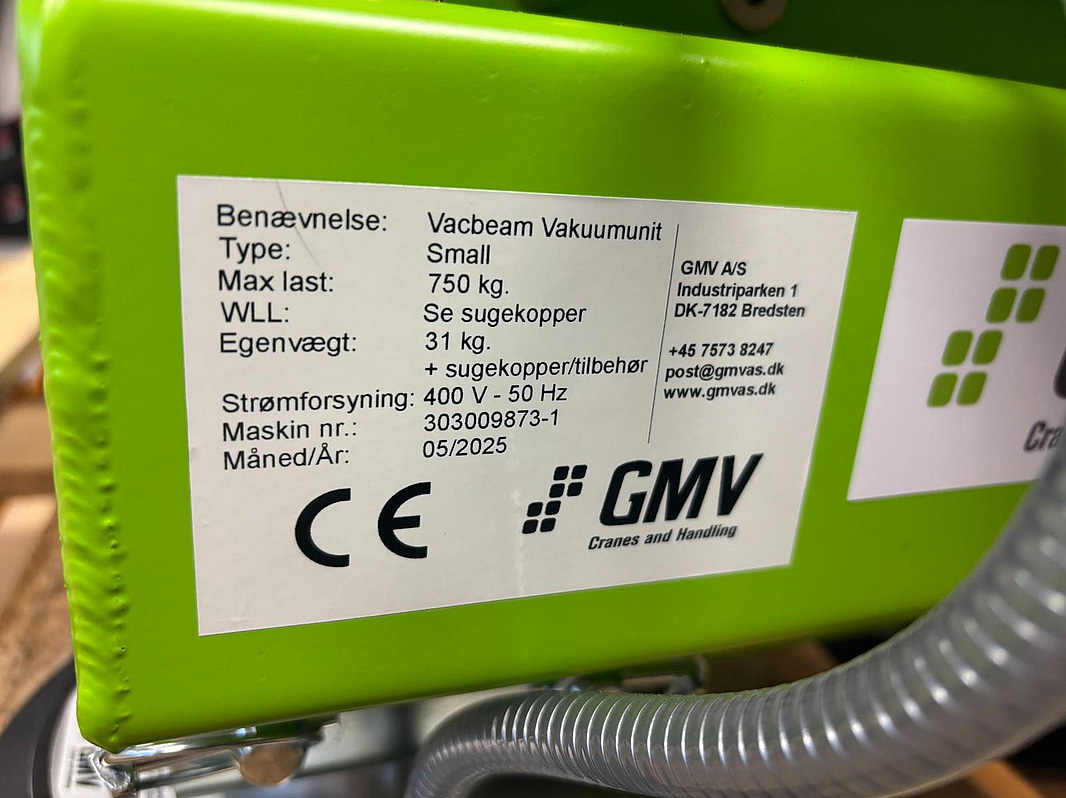 Benævnelse: Vacbeam Vakuumunit
Type: Small
Max last: 750 kg.
WLL: Se sugekopper
Egenvægt: 31 kg.
+ sugekopper/tilbehør
Strømforsyning: 400 V - 50 Hz
Maskin nr.: 303009873-1
Måned/År: 05/2025
GMV A/S
Industriparken 1
DK-7182 Bredsten
+45 7573 8247
post@gmvas.dk
www.gmvas.dk
CE
GMV
Cranes and Handling